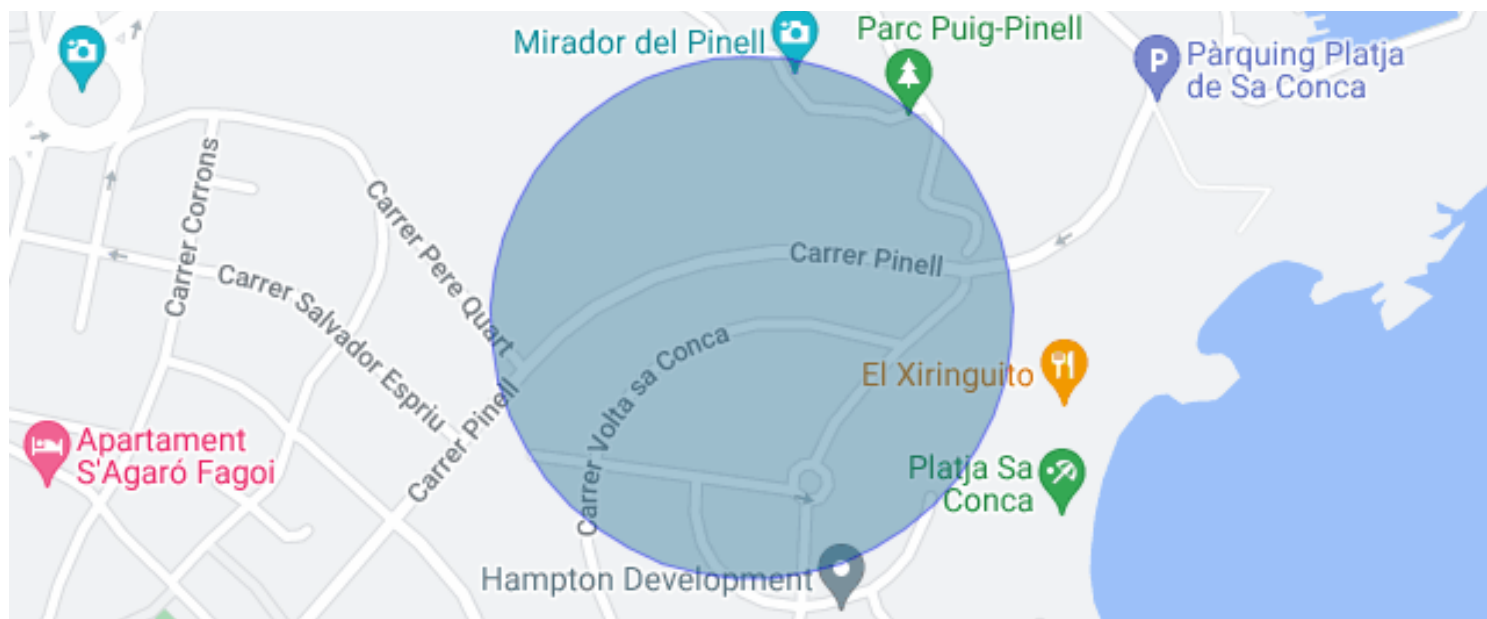 Mirador del Pinell
Parc Puig-Pinell
P
Pàrquing Platja
de Sa Conca
Carrer Corrons
Carrer Pere Quart
Carrer Salvador Espriu
Carrer Pinell
Carrer Volta sa Conca
El Xiringuito
Carrer Pinell
Apartament
S'Agaró Fagoi
Platja Sa
Conca
Hampton Development